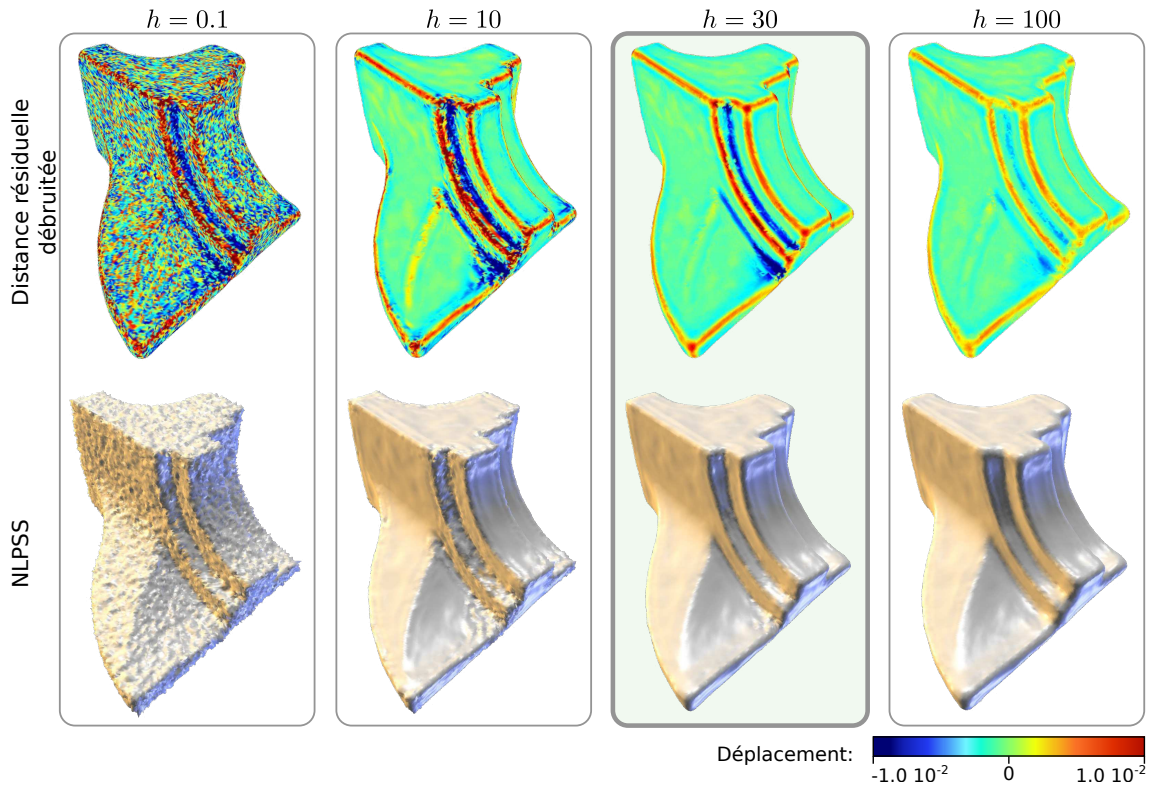 h = 0.1
h = 10
h = 30
h = 100
Distance résiduelle
débruitée
NLPSS
Déplacement:
-1.0 10⁻² 0 1.0 10⁻²